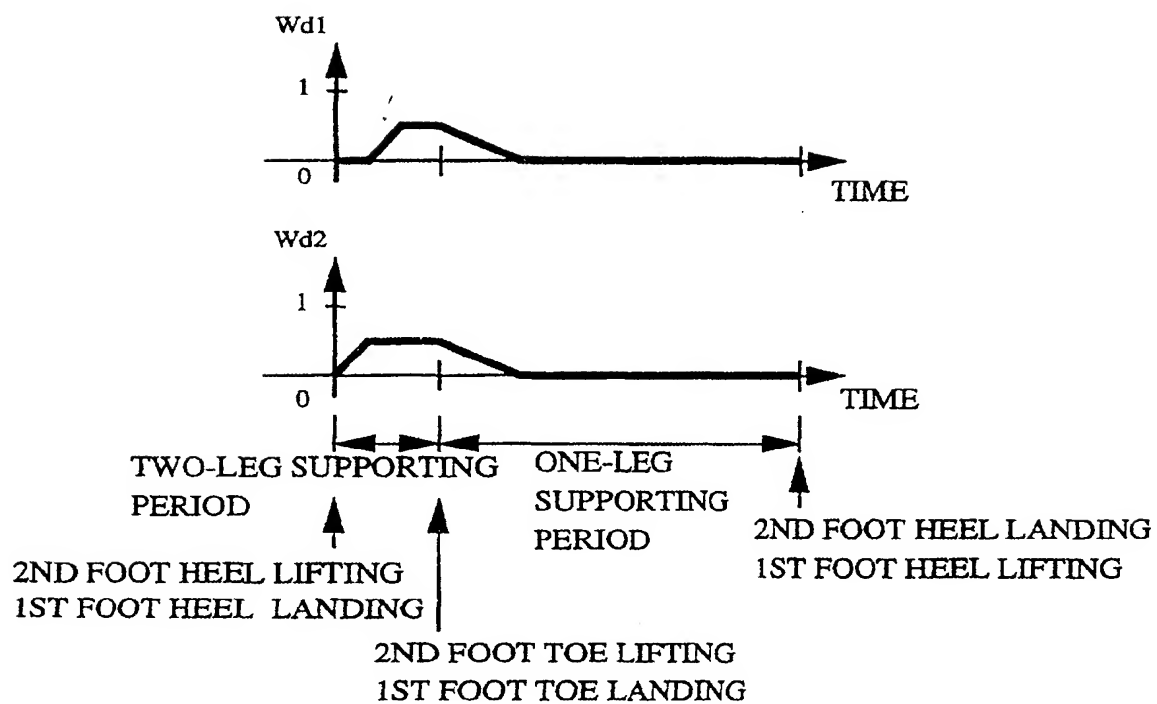 Wd1
1
0
TIME
Wd2
1
0
TIME
TWO-LEG SUPPORTING
PERIOD
ONE-LEG
SUPPORTING
PERIOD
2ND FOOT HEEL LANDING
1ST FOOT HEEL LIFTING
2ND FOOT HEEL LIFTING
1ST FOOT HEEL LANDING
2ND FOOT TOE LIFTING
1ST FOOT TOE LANDING